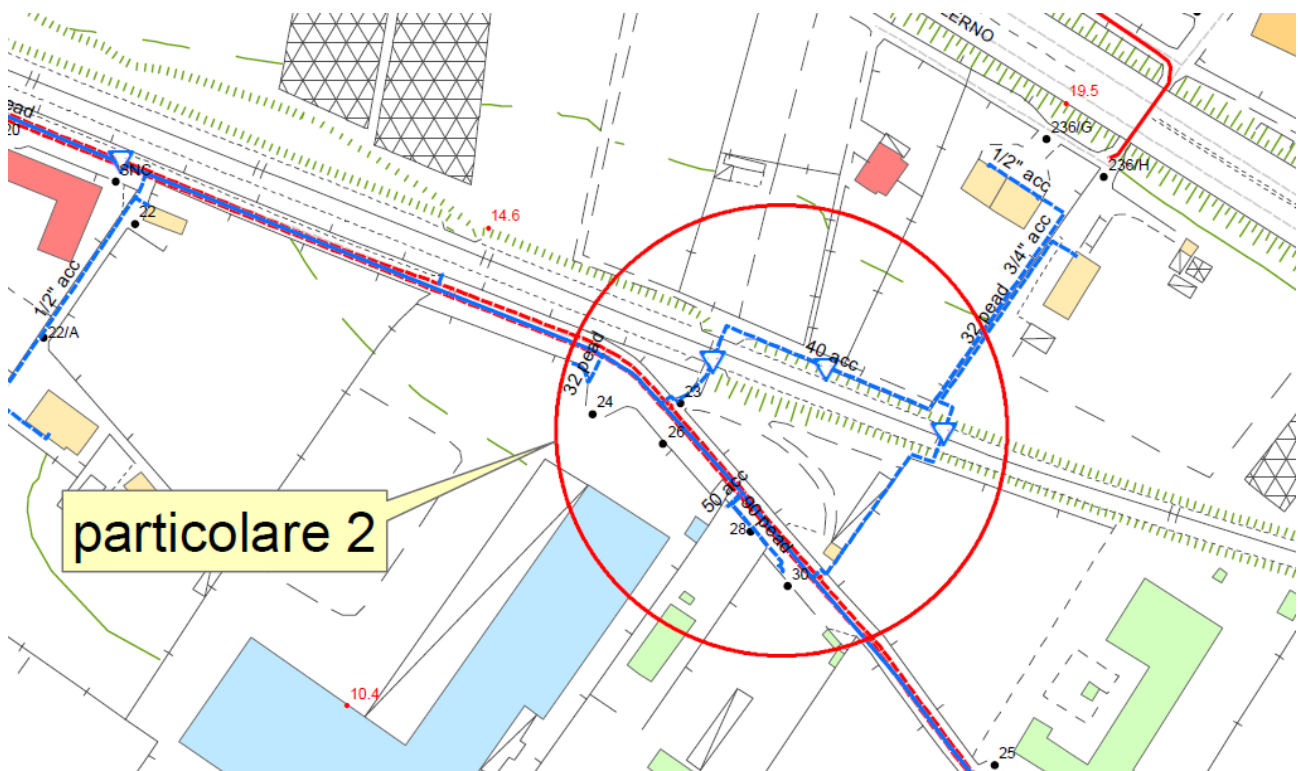 ERNO
19.5
236/G
236/H
1/2" acc
ead
20
3NC
22
14.6
3/4" acc
1/2" acc
22/A
32 pead
40 acc
32 pead
23
24
26
50 acc
90 pead
particolare 2
28
30
10.4
25